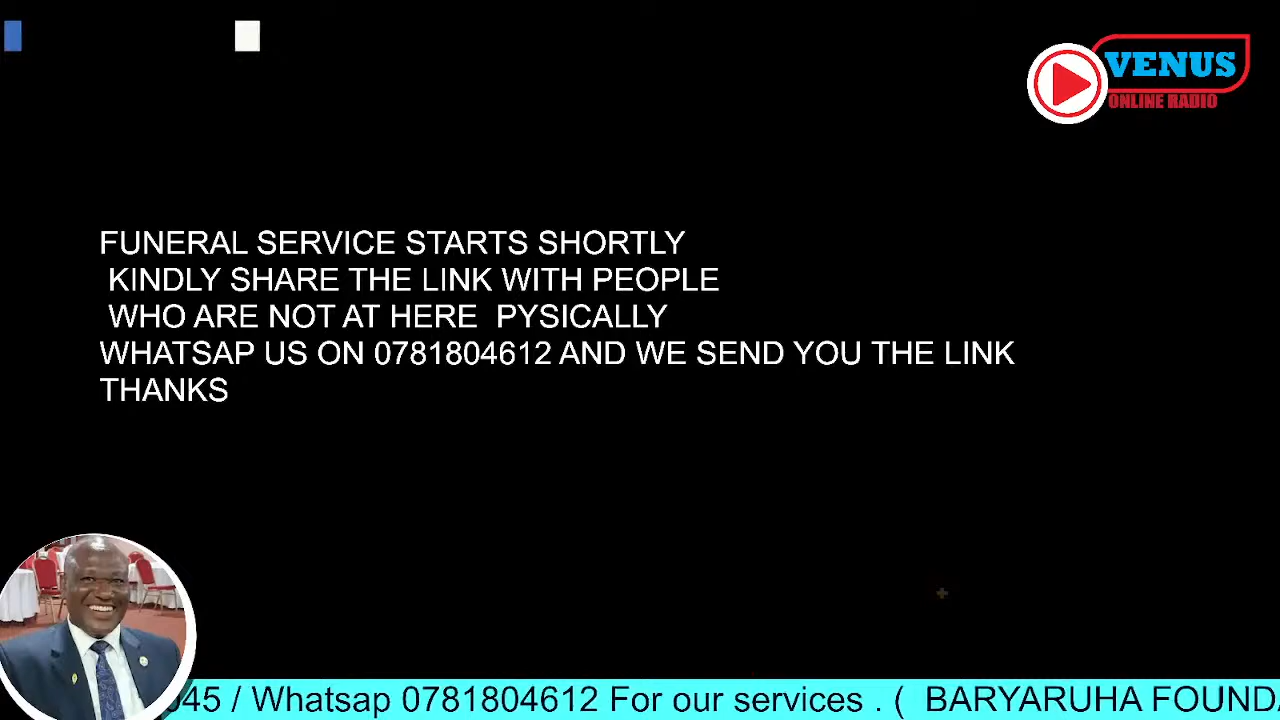 VENUS
ONLINE RADIO
FUNERAL SERVICE STARTS SHORTLY
KINDLY SHARE THE LINK WITH PEOPLE
WHO ARE NOT AT HERE PYSICALLY
WHATSAP US ON 0781804612 AND WE SEND YOU THE LINK
THANKS
45 / Whatsap 0781804612 For our services . ( BARYARUHA FOUND